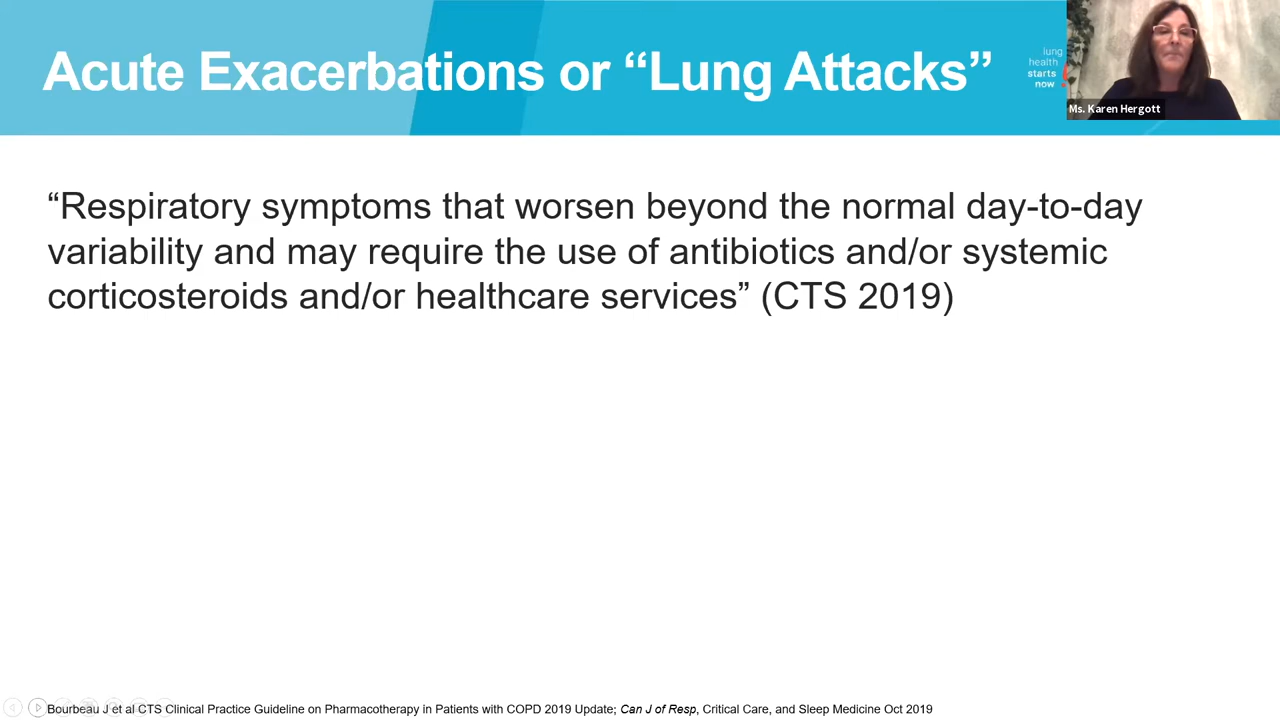 Acute Exacerbations or “Lung Attacks”
lung
health
starts
now
Ms. Karen Hergott
“Respiratory symptoms that worsen beyond the normal day-to-day
variability and may require the use of antibiotics and/or systemic
corticosteroids and/or healthcare services” (CTS 2019)
Bourbeau J et al CTS Clinical Practice Guideline on Pharmacotherapy in Patients with COPD 2019 Update; Can J of Resp, Critical Care, and Sleep Medicine Oct 2019